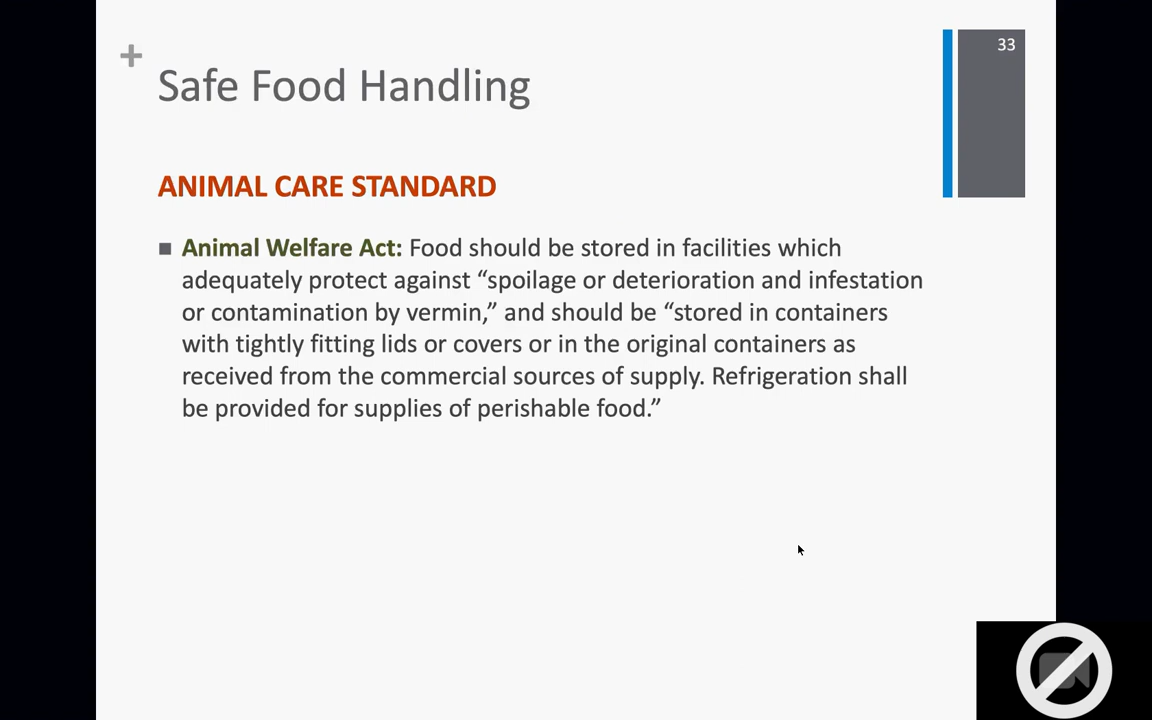 33
+
Safe Food Handling
ANIMAL CARE STANDARD
■ Animal Welfare Act: Food should be stored in facilities which
adequately protect against “spoilage or deterioration and infestation
or contamination by vermin,” and should be “stored in containers
with tightly fitting lids or covers or in the original containers as
received from the commercial sources of supply. Refrigeration shall
be provided for supplies of perishable food.”